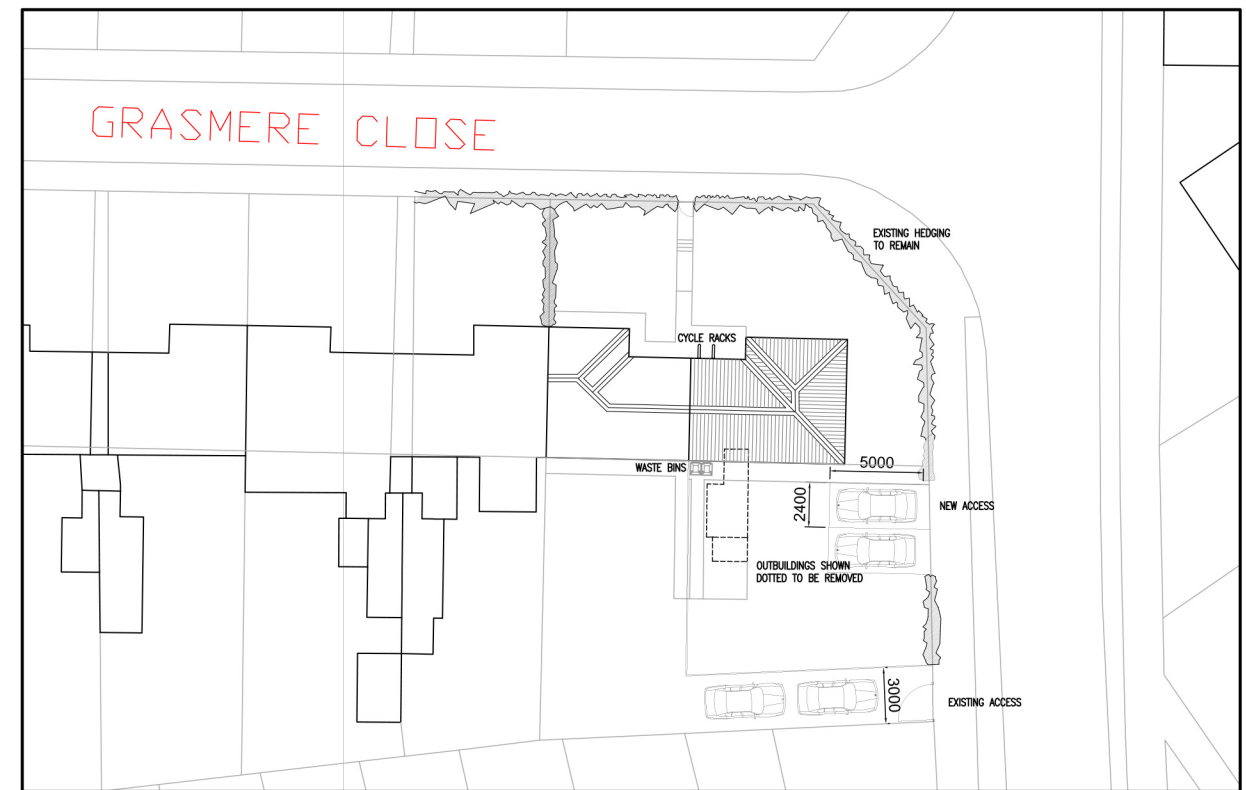 GRASMERE CLOSE
EXISTING HEDGING
TO REMAIN
CYCLE RACKS
WASTE BINS
5000
2400
NEW ACCESS
OUTBUILDINGS SHOWN
DOTTED TO BE REMOVED
3000
EXISTING ACCESS